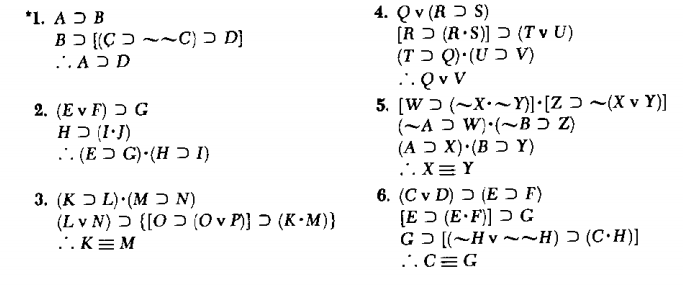 *1. A ⊃ B
B ⊃ [(C ⊃ ~~C) ⊃ D]
∴ A ⊃ D
2. (E v F) ⊃ G
H ⊃ (I·J)
∴ (E ⊃ G)·(H ⊃ I)
3. (K ⊃ L)·(M ⊃ N)
(L v N) ⊃ {[O ⊃ (O v P)] ⊃ (K·M)}
∴ K ≡ M
4. Q v (R ⊃ S)
[R ⊃ (R·S)] ⊃ (T v U)
(T ⊃ Q)·(U ⊃ V)
∴ Q v V
5. [W ⊃ (~X·~Y)]·[Z ⊃ ~(X v Y)]
(~A ⊃ W)·(~B ⊃ Z)
(A ⊃ X)·(B ⊃ Y)
∴ X ≡ Y
6. (C v D) ⊃ (E ⊃ F)
[E ⊃ (E·F)] ⊃ G
G ⊃ [(~H v ~~H) ⊃ (C·H)]
∴ C ≡ G